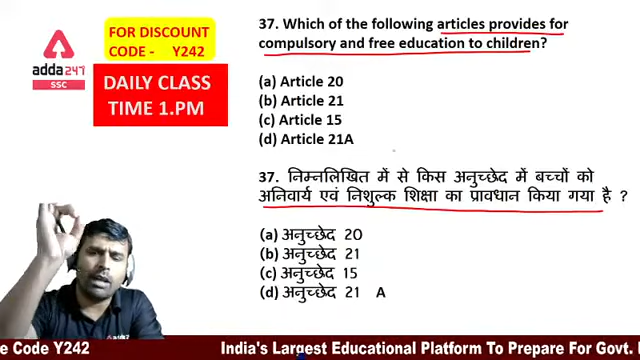 FOR DISCOUNT
CODE - Y242
adda247
SSC
DAILY CLASS
TIME 1.PM
37. Which of the following articles provides for
compulsory and free education to children?
(a) Article 20
(b) Article 21
(c) Article 15
(d) Article 21A
37. निम्नलिखित में से किस अनुच्छेद में बच्चों को
अनिवार्य एवं निशुल्क शिक्षा का प्रावधान किया गया है ?
(a) अनुच्छेद 20
(b) अनुच्छेद 21
(c) अनुच्छेद 15
(d) अनुच्छेद 21 A
e Code Y242
India's Largest Educational Platform To Prepare For Govt.